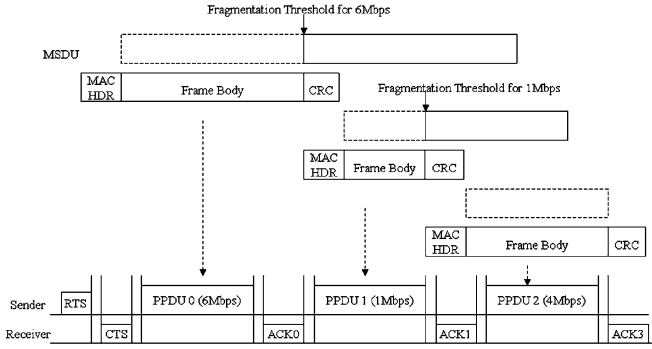 Fragmentation Threshold for 6Mbps
MSDU
MAC HDR
Frame Body
CRC
Fragmentation Threshold for 1Mbps
MAC HDR
Frame Body
CRC
MAC HDR
Frame Body
CRC
Sender
RTS
PPDU 0 (6Mbps)
PPDU 1 (1Mbps)
PPDU 2 (4Mbps)
Receiver
CTS
ACK0
ACK1
ACK3